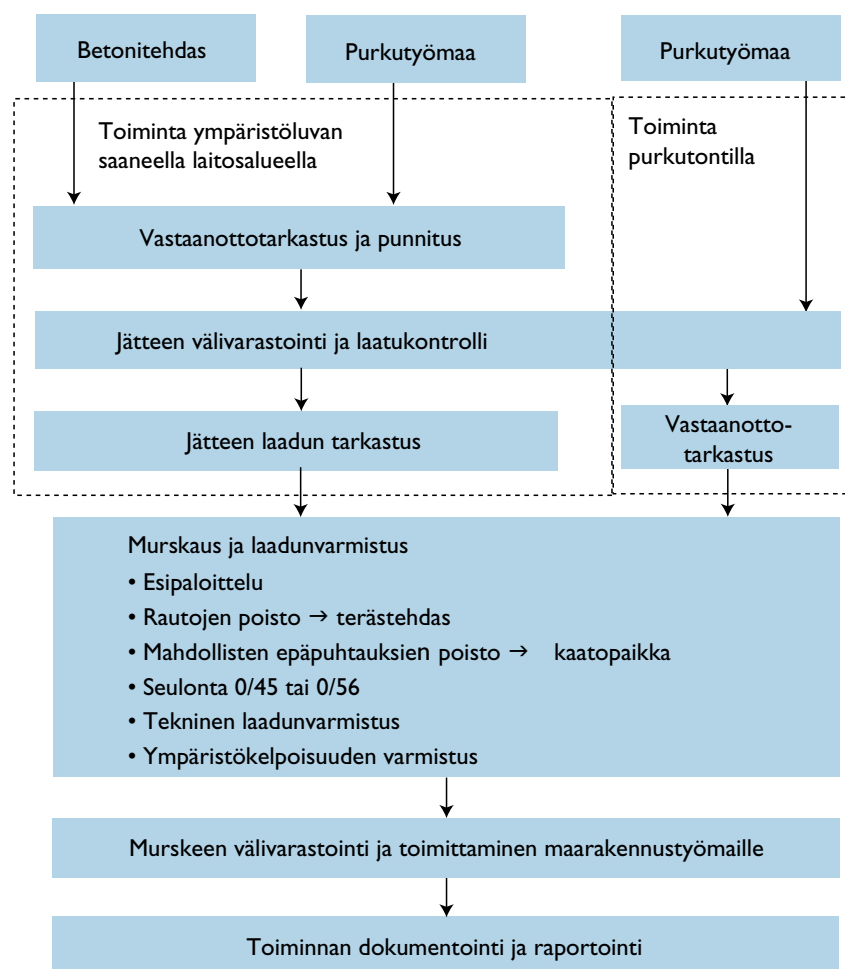 Betonitehdas
Purkutyömaa
Purkutyömaa
Toiminta ympäristöluvan
saaneella laitosalueella
Toiminta
purkutontilla
Vastaanottotarkastus ja punnitus
Jätteen välivarastointi ja laatukontrolli
Jätteen laadun tarkastus
Vastaanotto-
tarkastus
Murskaus ja laadunvarmistus
• Esipaloittelu
• Rautojen poisto → terästehdas
• Mahdollisten epäpuhtauksien poisto → kaatopaikka
• Seulonta 0/45 tai 0/56
• Tekninen laadunvarmistus
• Ympäristökelpoisuuden varmistus
Murskeen välivarastointi ja toimittaminen maarakennustyömaille
Toiminnan dokumentointi ja raportointi